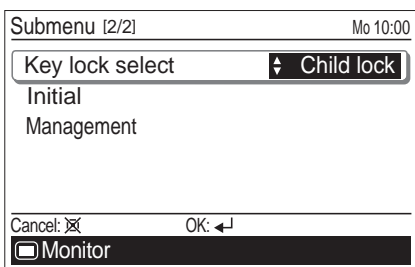 Submenu [2/2] Mo 10:00
Key lock select Child lock
Initial
Management
Cancel: OK:
Monitor